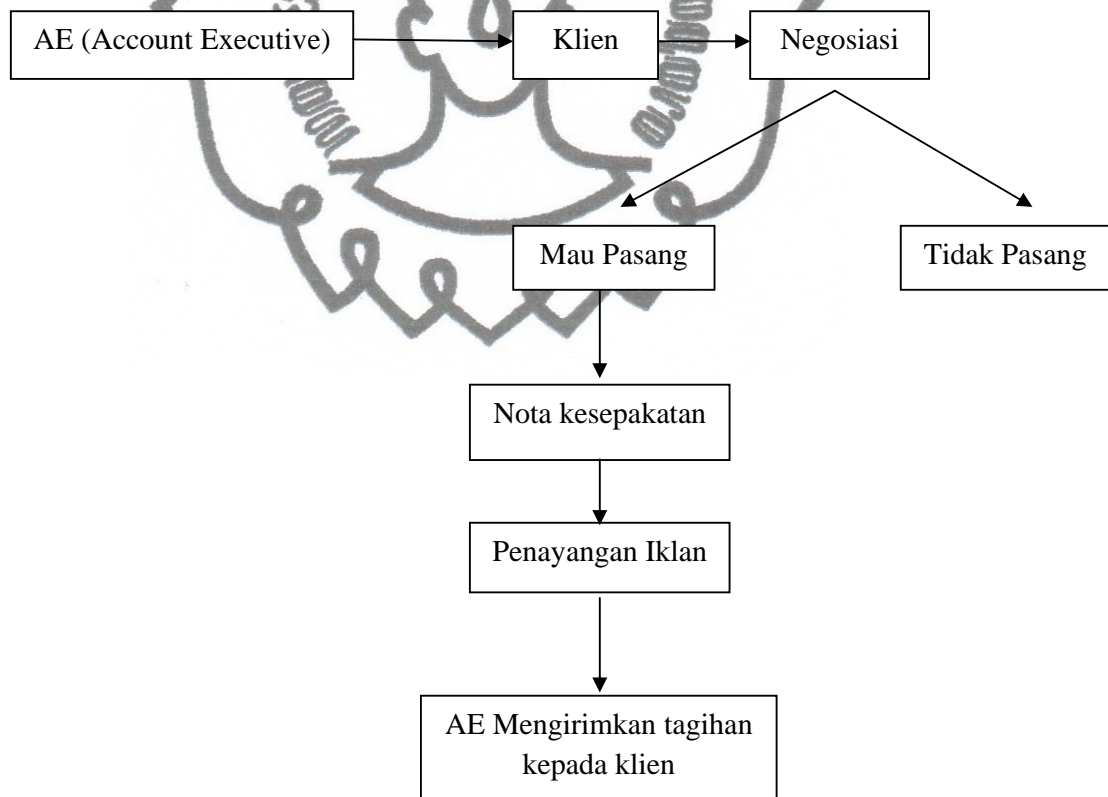 AE (Account Executive)
Klien
Negosiasi
Mau Pasang
Tidak Pasang
Nota kesepakatan
Penayangan Iklan
AE Mengirimkan tagihan
kepada klien